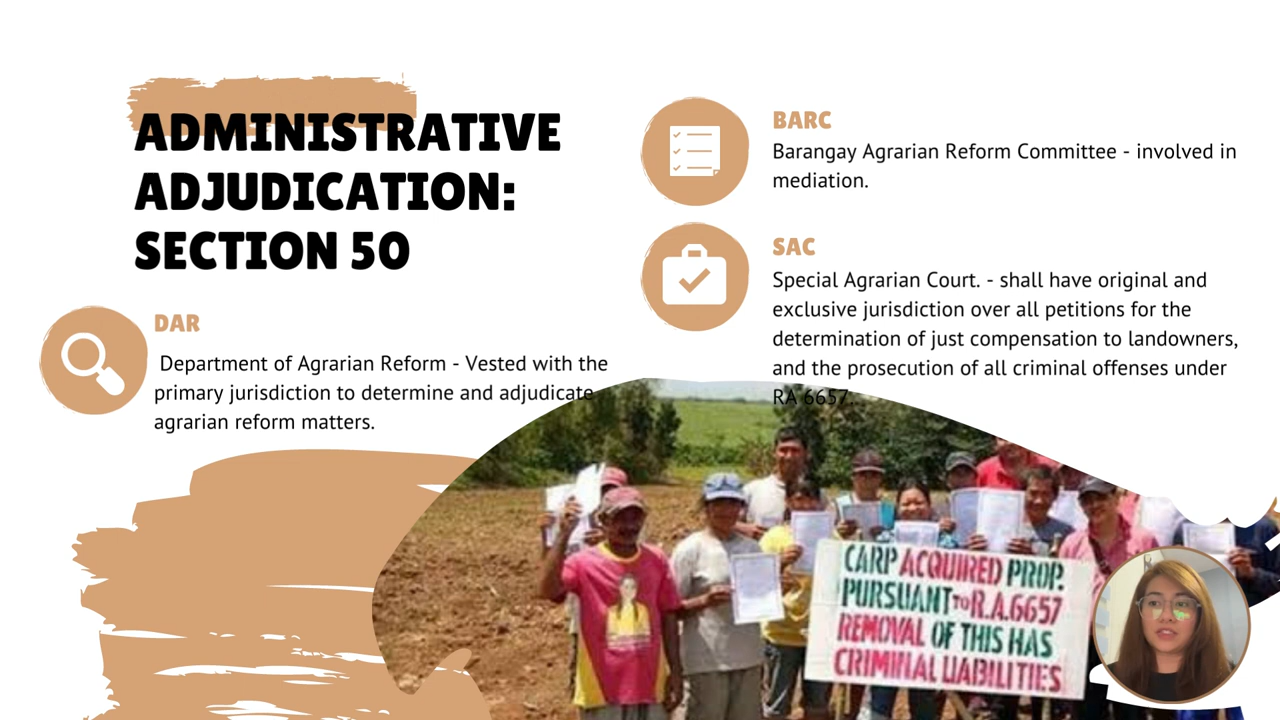 ADMINISTRATIVE
ADJUDICATION:
SECTION 50
DAR
Department of Agrarian Reform - Vested with the
primary jurisdiction to determine and adjudicate
agrarian reform matters.
BARC
Barangay Agrarian Reform Committee - involved in
mediation.
SAC
Special Agrarian Court. - shall have original and
exclusive jurisdiction over all petitions for the
determination of just compensation to landowners,
and the prosecution of all criminal offenses under
RA 6657.
CARP ACQUIRED PROP.
PURSUANT TO R.A.6657
REMOVAL OF THIS HAS
CRIMINAL LIABILITIES